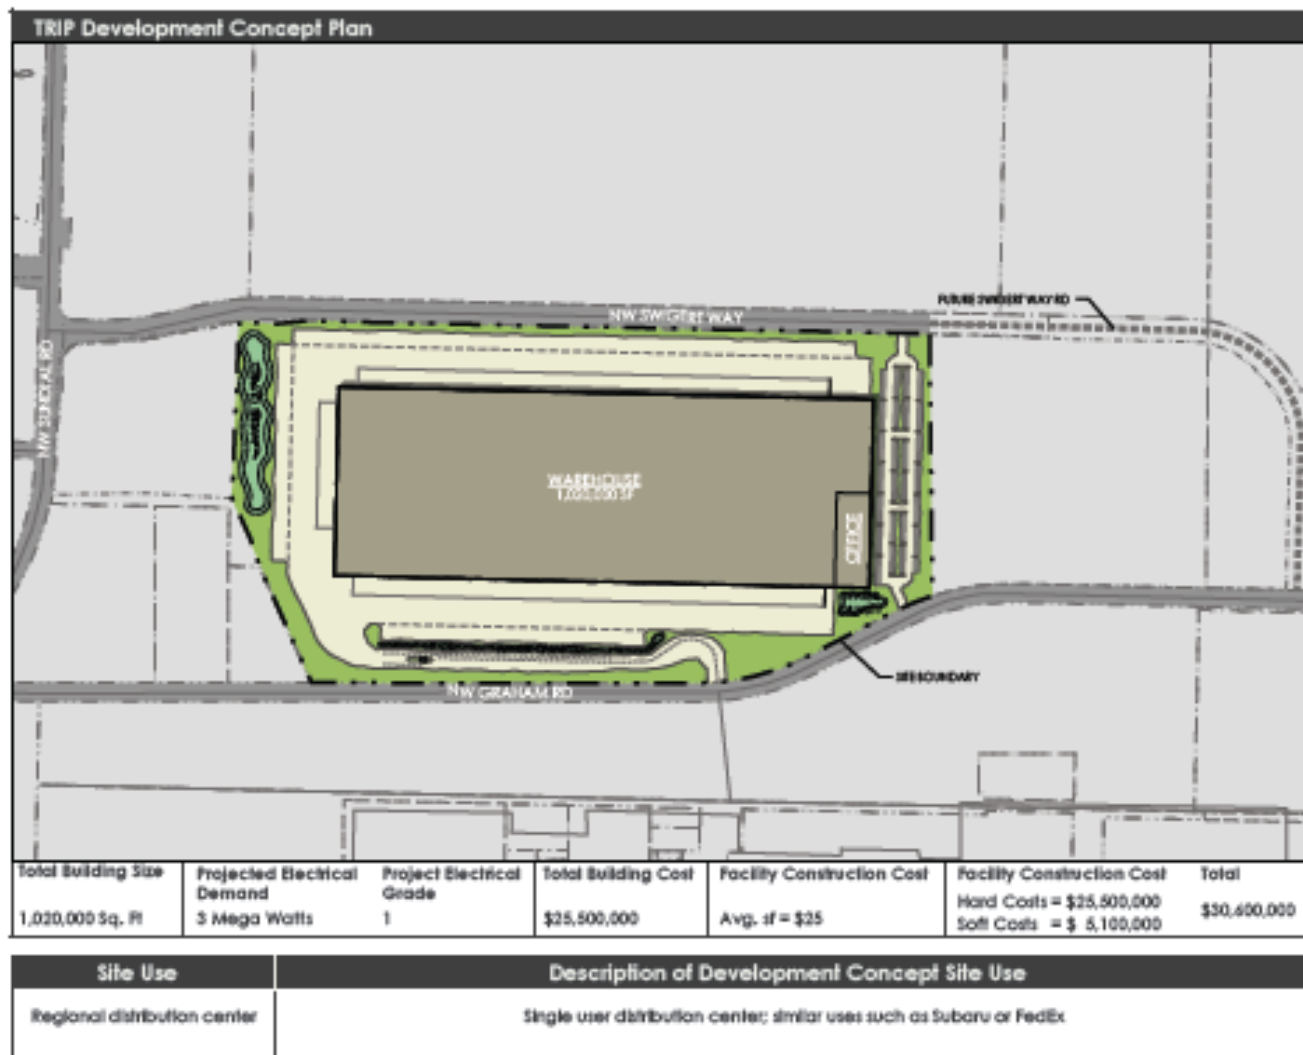 TRIP Development Concept Plan
FUTURE SWIGERT WAY RD
NW SWIGERT WAY
NW SUNDIAL RD
WAREHOUSE
1,020,000 SF
OFFICE
SITE BOUNDARY
NW GRAHAM RD
Total Building Size
1,020,000 Sq. Ft
Projected Electrical
Demand
3 Mega Watts
Project Electrical
Grade
1
Total Building Cost
$25,500,000
Facility Construction Cost
Avg. sf = $25
Facility Construction Cost
Hard Costs = $25,500,000
Soft Costs = $ 5,100,000
Total
$30,600,000
Site Use
Description of Development Concept Site Use
Regional distribution center
Single user distribution center; similar uses such as Subaru or FedEx